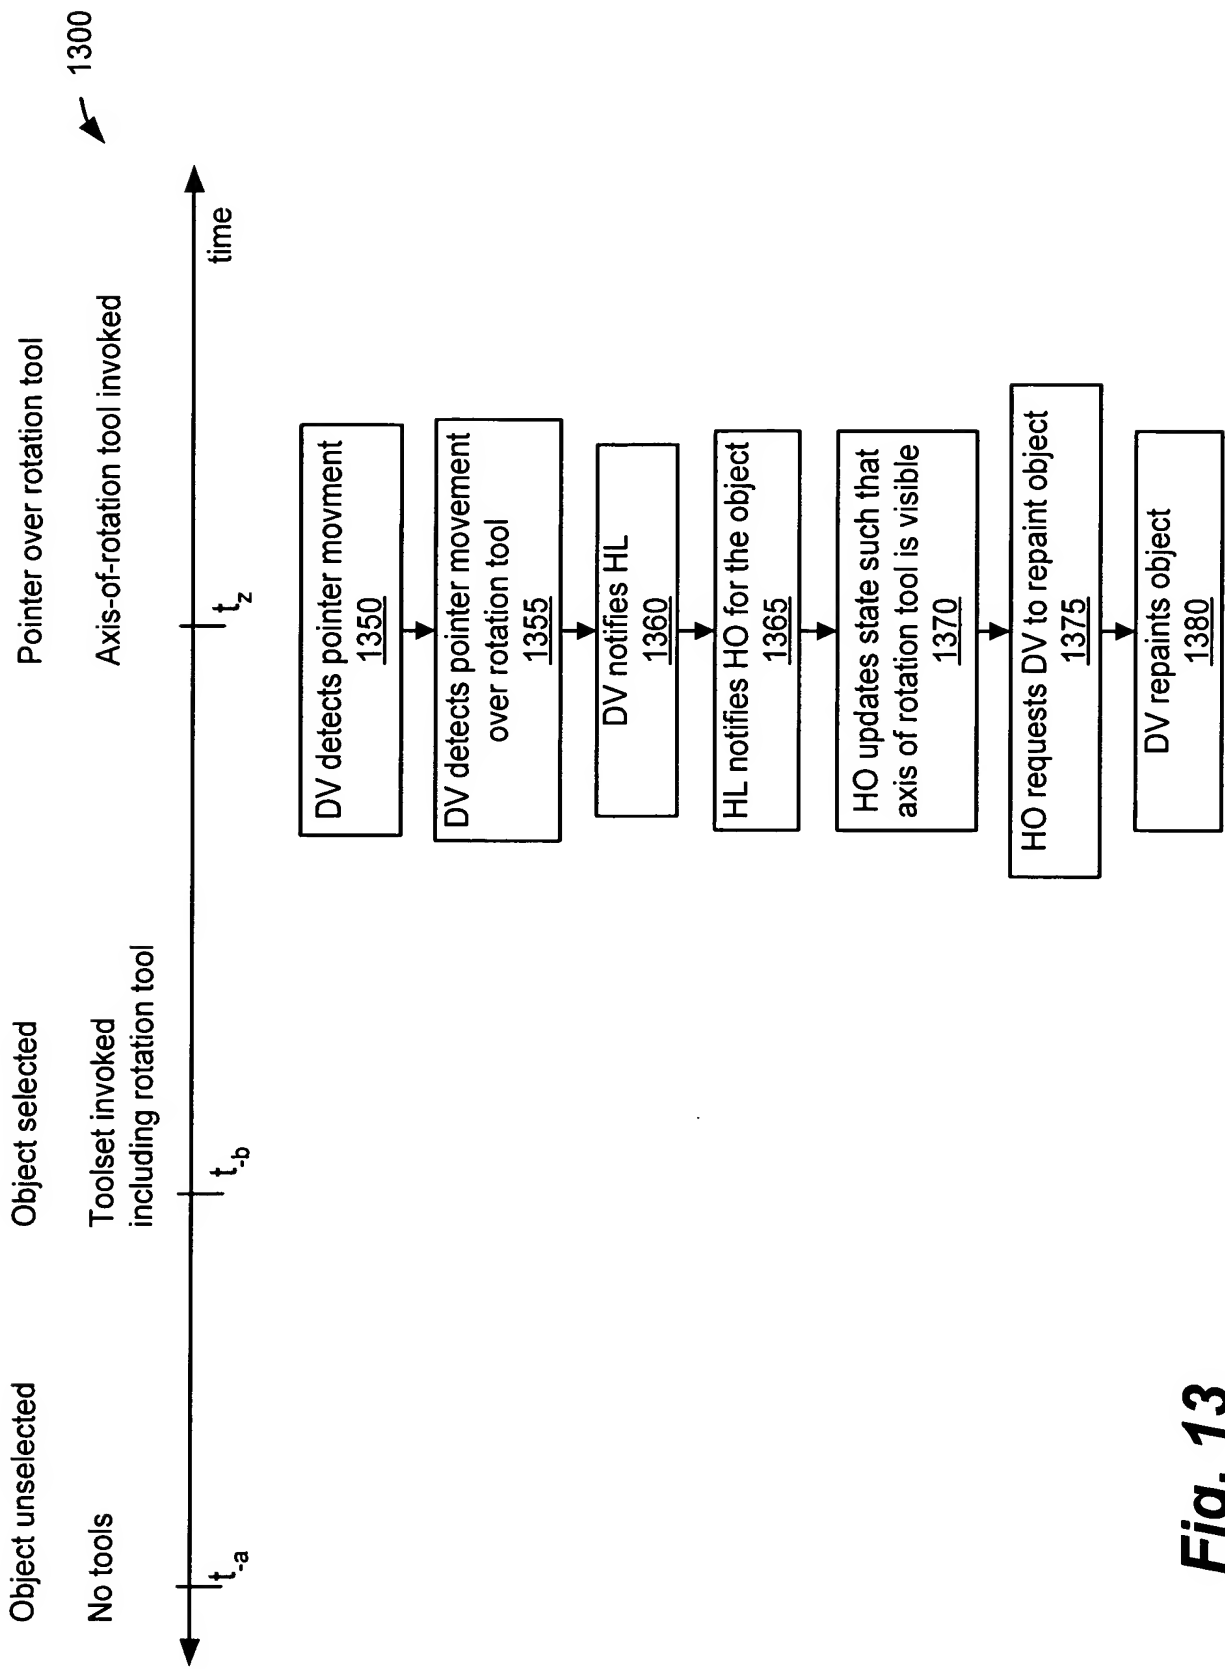 1300
Object unselected
Object selected
Pointer over rotation tool
No tools
Toolset invoked
including rotation tool
Axis-of-rotation tool invoked
t-a
t-b
tz
time
DV detects pointer movment
1350
DV detects pointer movement
over rotation tool
1355
DV notifies HL
1360
HL notifies HO for the object
1365
HO updates state such that
axis of rotation tool is visible
1370
HO requests DV to repaint object
1375
DV repaints object
1380
Fig. 13